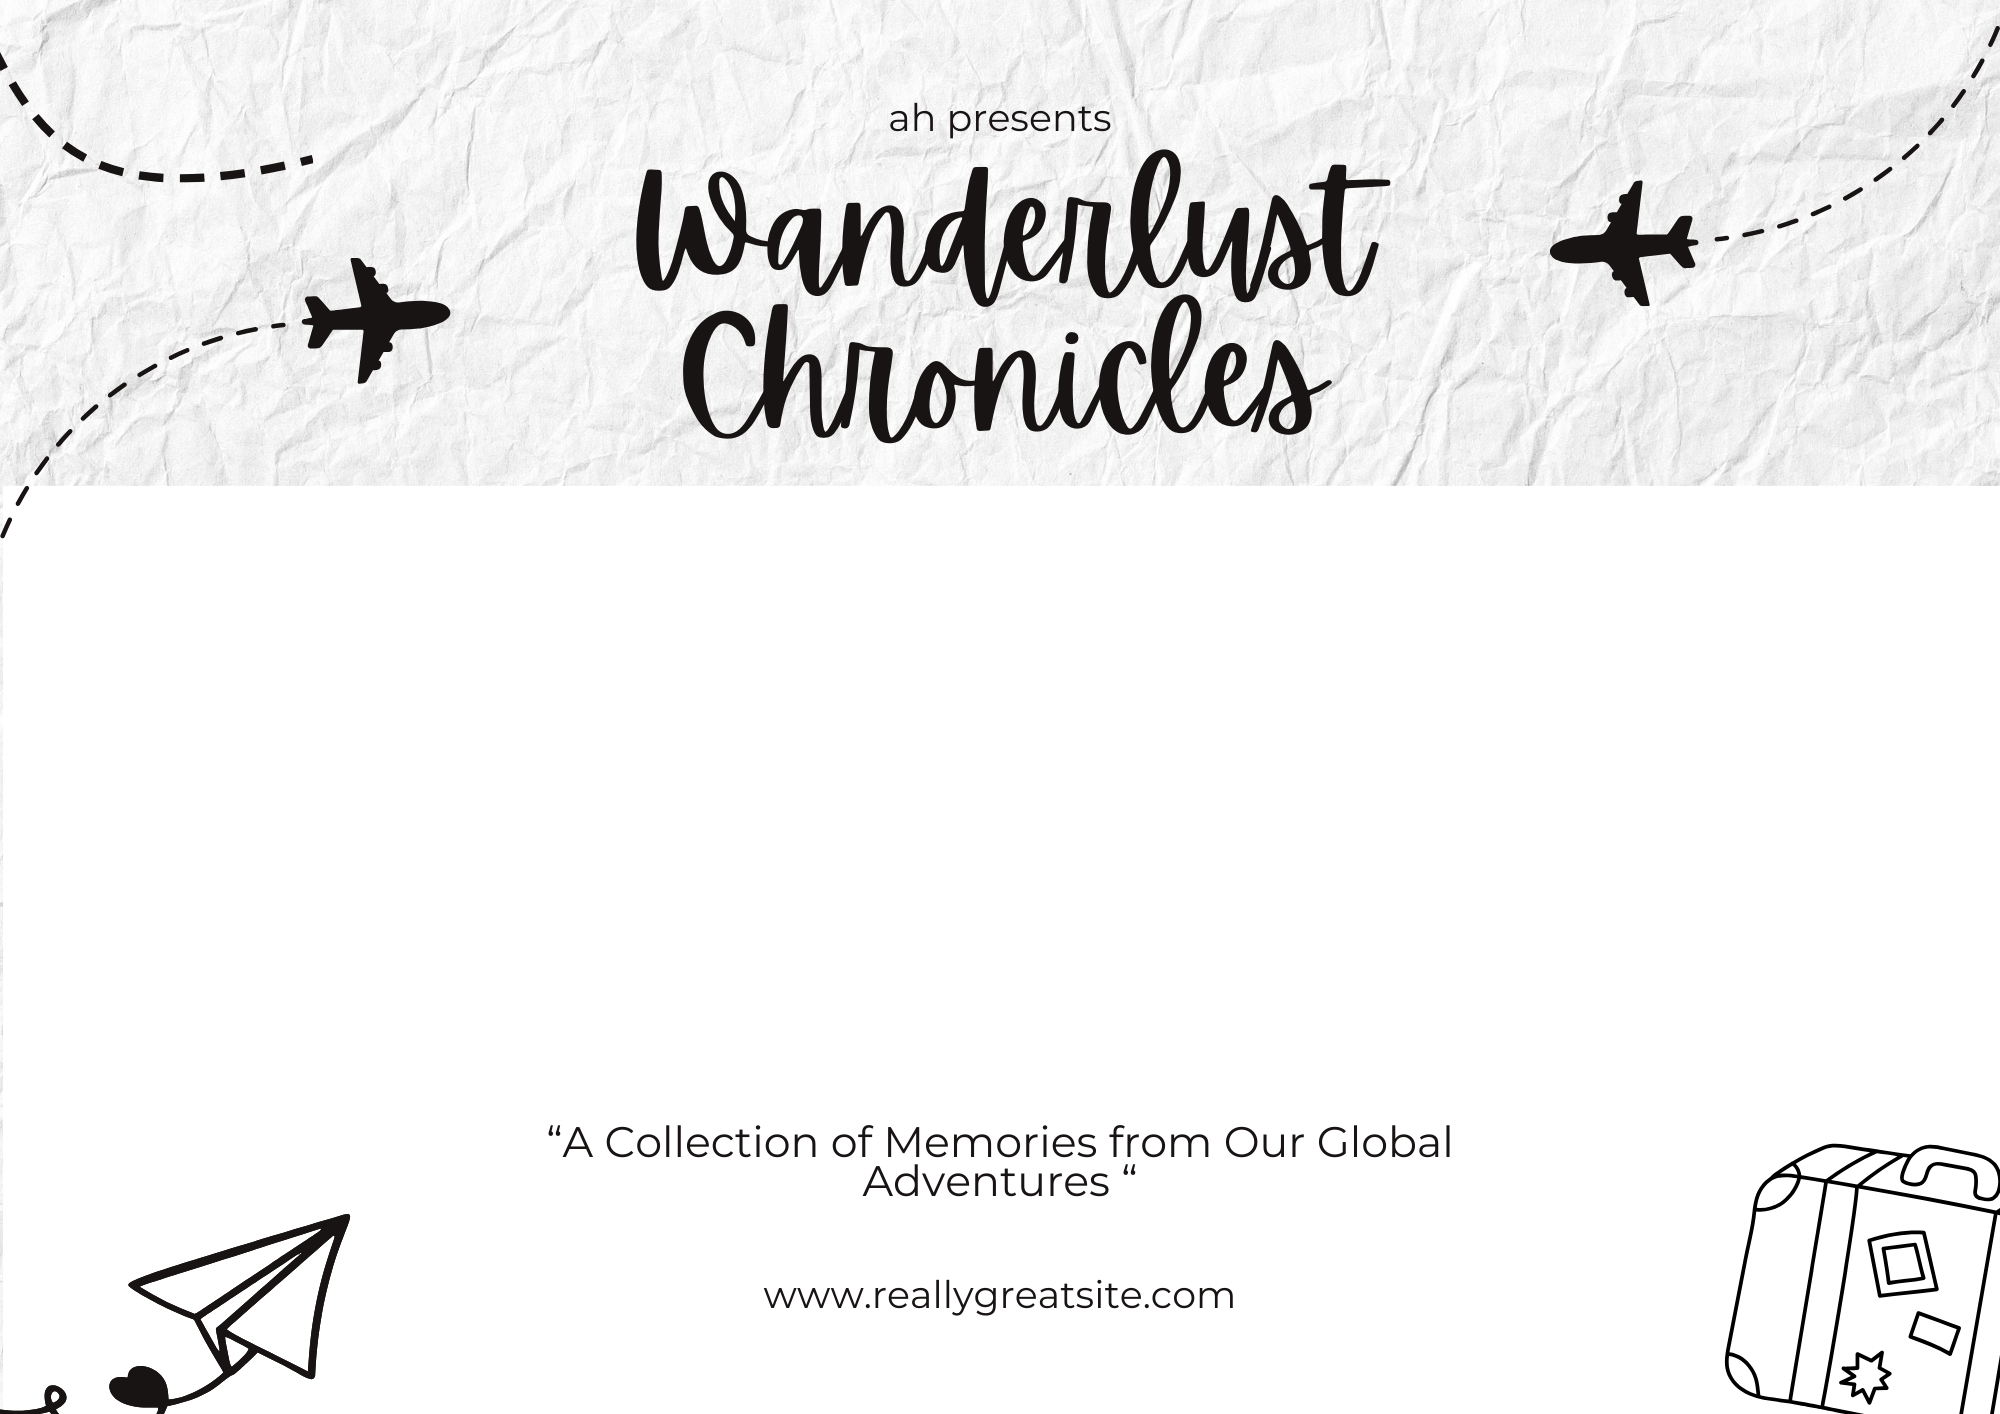 ah presents
Wanderlust
Chronicles
“A Collection of Memories from Our Global
Adventures “
www.reallygreatsite.com